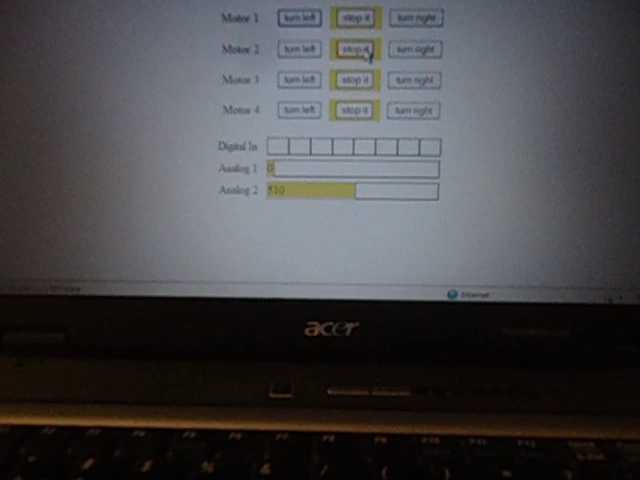 Motor 1 turn left stop it turn right
Motor 2 turn left stop it turn right
Motor 3 turn left stop it turn right
Motor 4 turn left stop it turn right
Digital In
Analog 1 0
Analog 2 510
Internet
acer